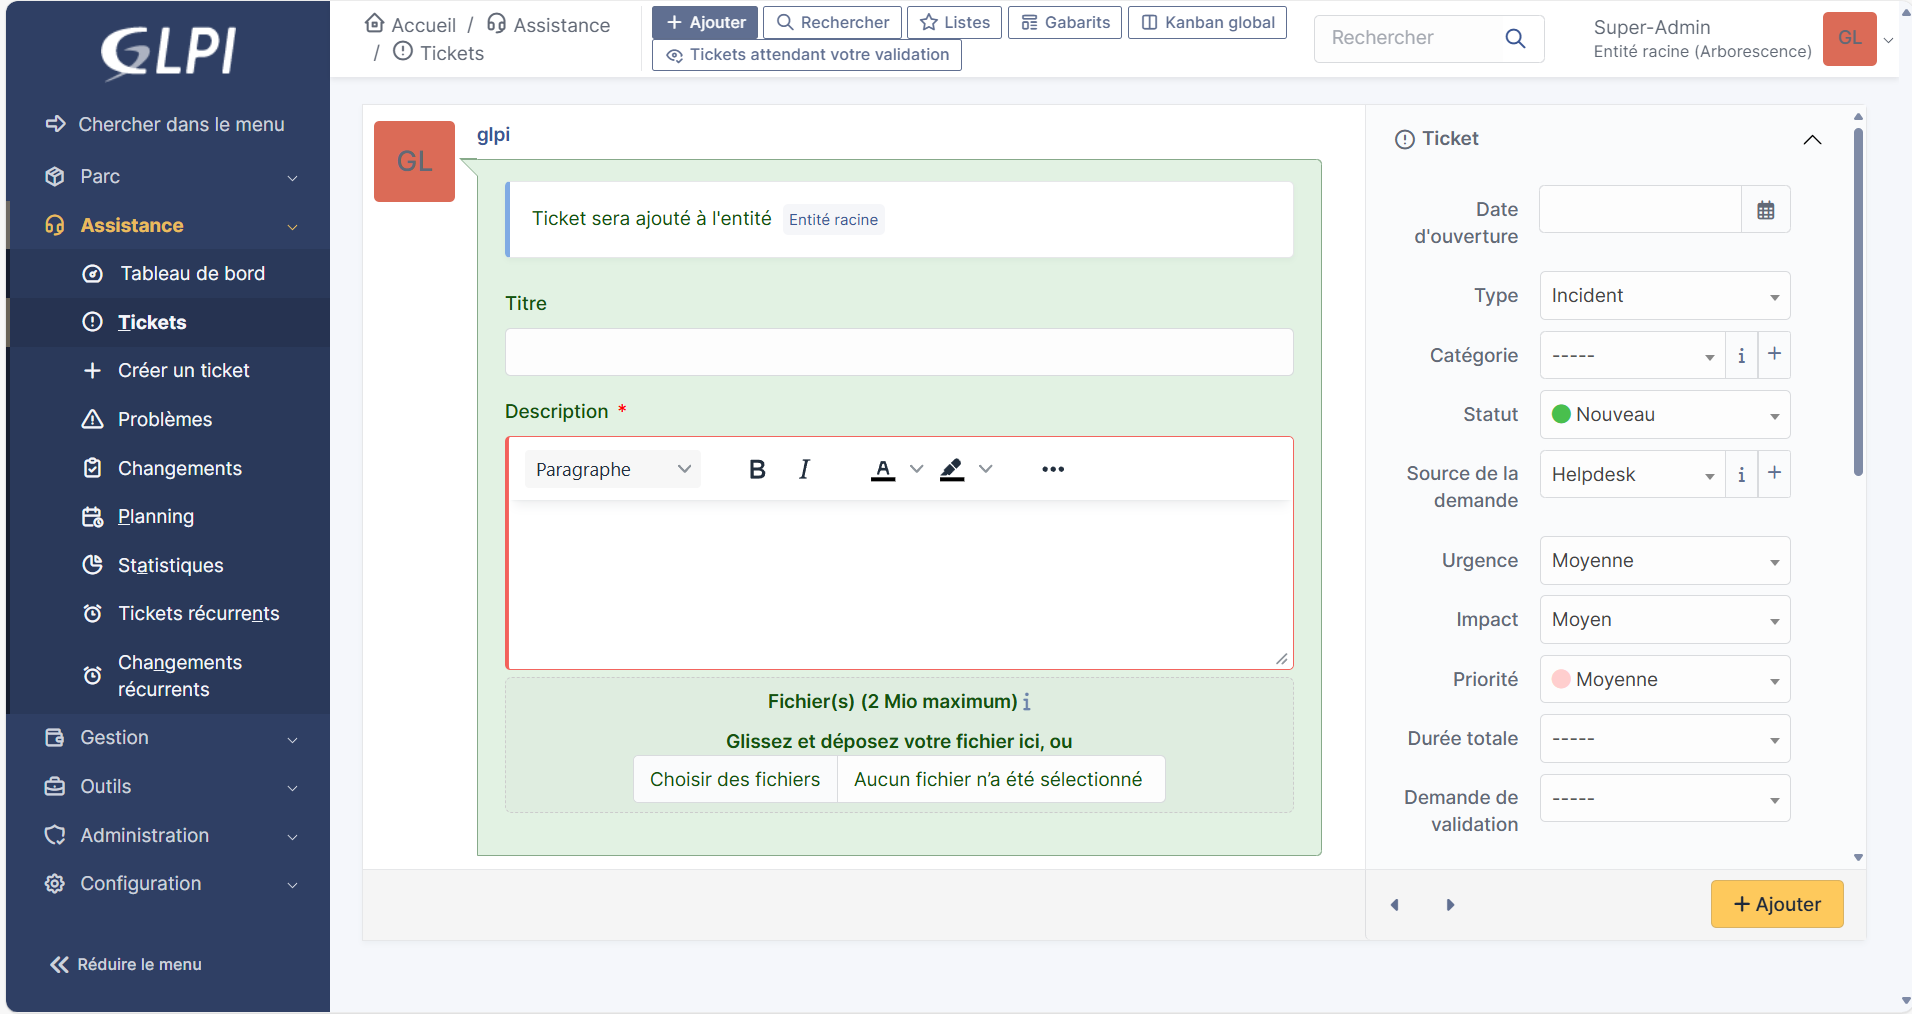 GLPI
Chercher dans le menu
Parc
Assistance
Tableau de bord
Tickets
Créer un ticket
Problèmes
Changements
Planning
Statistiques
Tickets récurrents
Changements
récurrents
Gestion
Outils
Administration
Configuration
Réduire le menu
Accueil / Assistance
/ Tickets
Ajouter Rechercher Listes Gabarits Kanban global
Tickets attendant votre validation
Rechercher
Super-Admin
Entité racine (Arborescence)
GL
GL
glpi
Ticket sera ajouté à l'entité Entité racine
Titre
Description *
Paragraphe B I A •••
Fichier(s) (2 Mio maximum) i
Glissez et déposez votre fichier ici, ou
Choisir des fichiers Aucun fichier n’a été sélectionné
Ticket
Date
d'ouverture
Type Incident
Catégorie ----- i +
Statut Nouveau
Source de la
demande
Helpdesk i +
Urgence Moyenne
Impact Moyen
Priorité Moyenne
Durée totale -----
Demande de
validation
-----
+ Ajouter